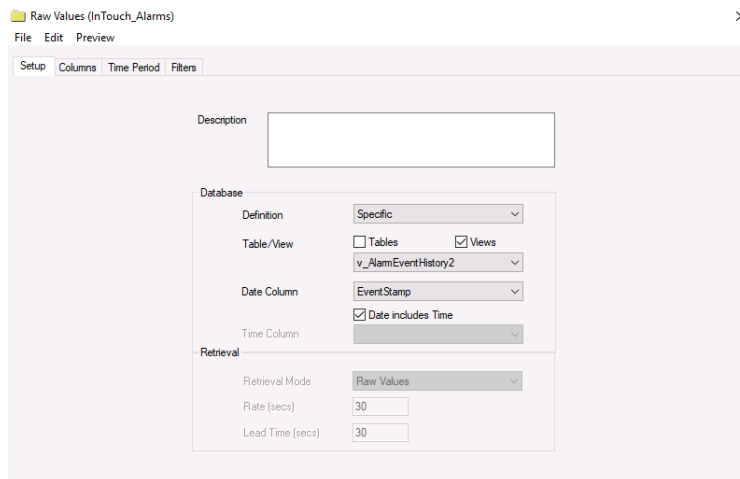 Raw Values (InTouch_Alarms)
File Edit Preview
Setup Columns Time Period Filters
Description
Database
Definition Specific
Table/View Tables Views
v_AlarmEventHistory2
Date Column EventStamp
Date includes Time
Time Column
Retrieval
Retrieval Mode Raw Values
Rate (secs) 30
Lead Time (secs) 30